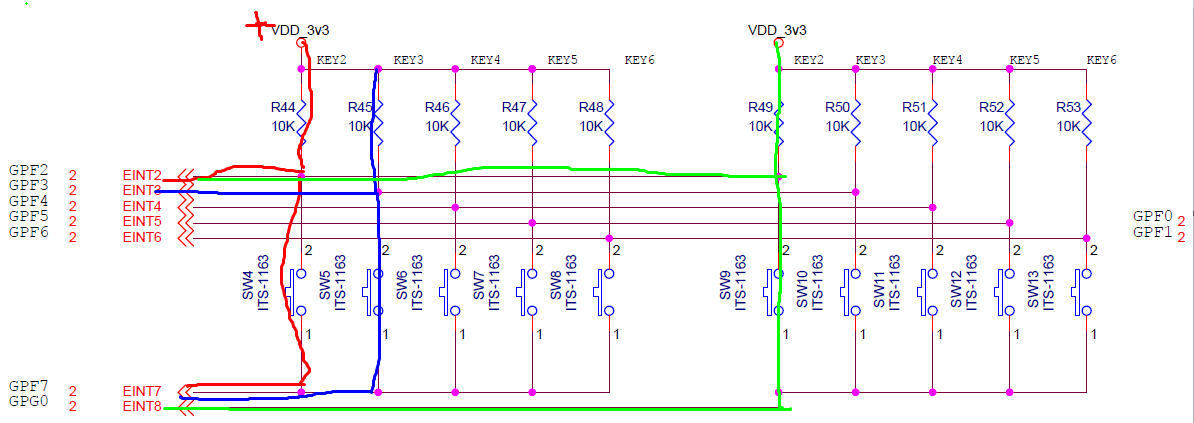 VDD_3v3 VDD_3v3
KEY2 KEY3 KEY4 KEY5 KEY6 KEY2 KEY3 KEY4 KEY5 KEY6
R44 R45 R46 R47 R48 R49 R50 R51 R52 R53
10K 10K 10K 10K 10K 10K 10K 10K 10K 10K
GPF2 2 EINT2
GPF3 2 EINT3
GPF4 2 EINT4
GPF5 2 EINT5 GPF0 2
GPF6 2 EINT6 GPF1 2
2 2 2 2 2 2 2 2 2 2
SW4 SW5 SW6 SW7 SW8 SW9 SW10 SW11 SW12 SW13
ITS-1163 ITS-1163 ITS-1163 ITS-1163 ITS-1163 ITS-1163 ITS-1163 ITS-1163 ITS-1163 ITS-1163
1 1 1 1 1 1 1 1 1 1
GPF7 2 EINT7
GPG0 2 EINT8